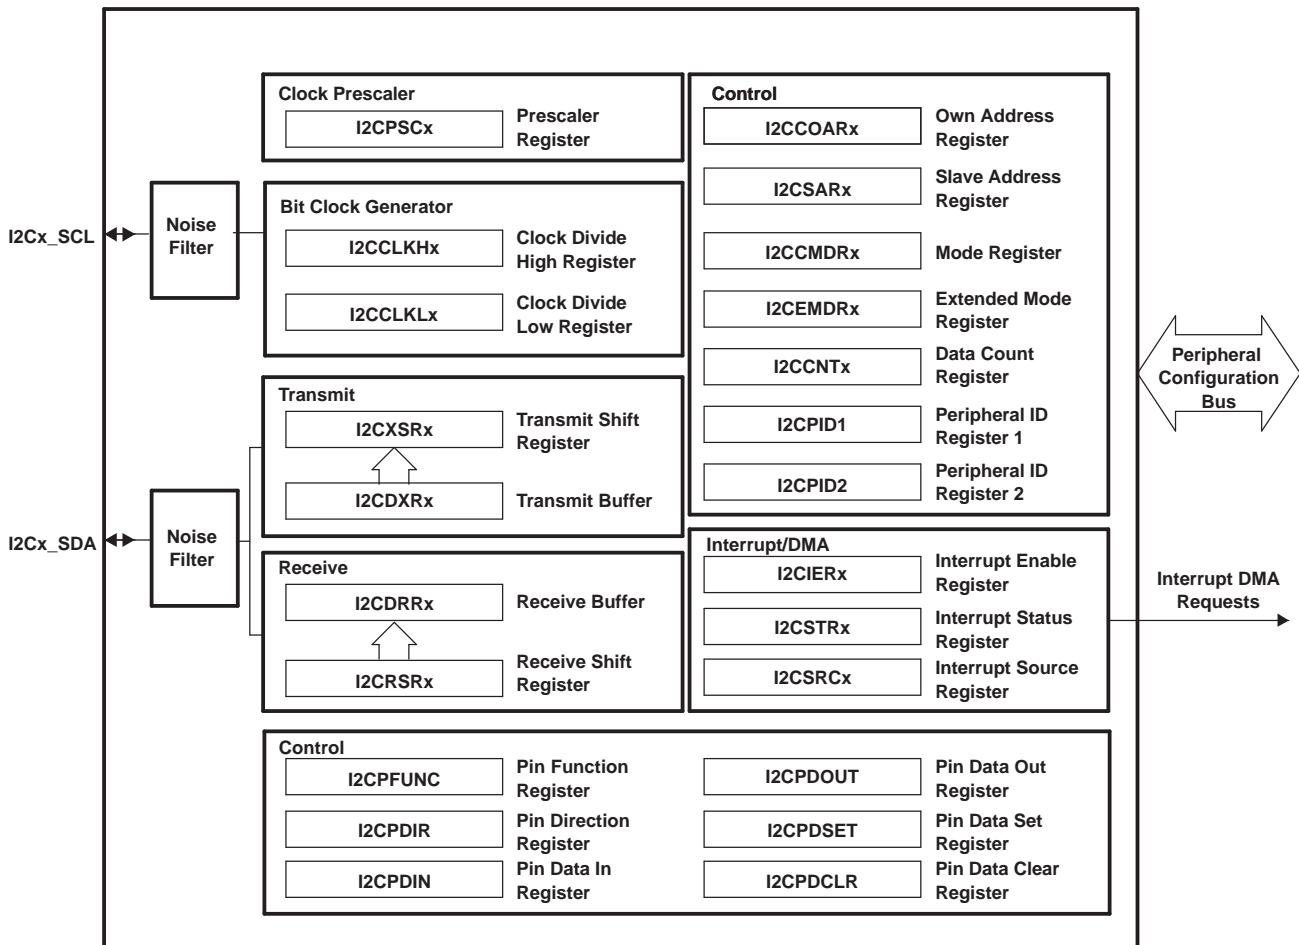 Clock Prescaler
I2CPSCx
Prescaler
Register
I2Cx_SCL
Noise
Filter
Bit Clock Generator
I2CCLKHx
Clock Divide
High Register
I2CCLKLx
Clock Divide
Low Register
Transmit
I2CXSRx
Transmit Shift
Register
I2CDXRx
Transmit Buffer
I2Cx_SDA
Noise
Filter
Receive
I2CDRRx
Receive Buffer
I2CRSRx
Receive Shift
Register
Control
I2CCOARx
Own Address
Register
I2CSARx
Slave Address
Register
I2CCMDRx
Mode Register
I2CEMDRx
Extended Mode
Register
I2CCNTx
Data Count
Register
I2CPID1
Peripheral ID
Register 1
I2CPID2
Peripheral ID
Register 2
Peripheral
Configuration
Bus
Interrupt/DMA
I2CIERx
Interrupt Enable
Register
I2CSTRx
Interrupt Status
Register
I2CSRCx
Interrupt Source
Register
Interrupt DMA
Requests
Control
I2CPFUNC
Pin Function
Register
I2CPDIR
Pin Direction
Register
I2CPDIN
Pin Data In
Register
I2CPDOUT
Pin Data Out
Register
I2CPDSET
Pin Data Set
Register
I2CPDCLR
Pin Data Clear
Register